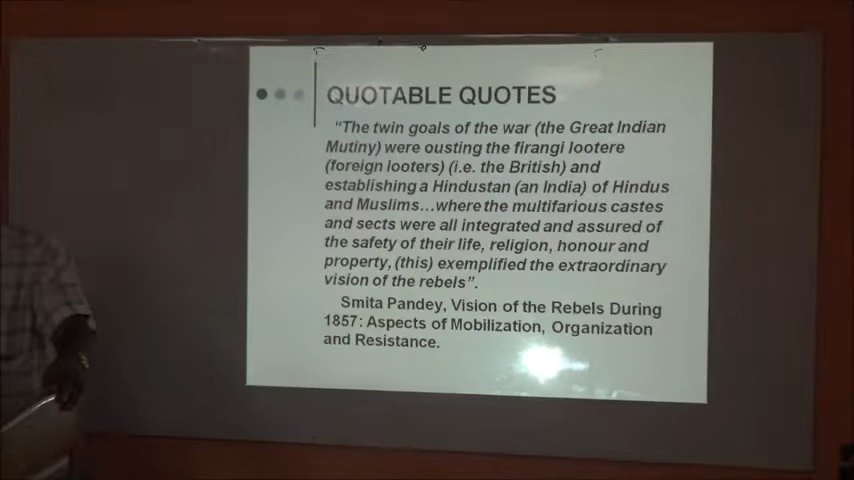 QUOTABLE QUOTES
“The twin goals of the war (the Great Indian
Mutiny) were ousting the firangi lootere
(foreign looters) (i.e. the British) and
establishing a Hindustan (an India) of Hindus
and Muslims…where the multifarious castes
and sects were all integrated and assured of
the safety of their life, religion, honour and
property, (this) exemplified the extraordinary
vision of the rebels”.
Smita Pandey, Vision of the Rebels During
1857: Aspects of Mobilization, Organization
and Resistance.